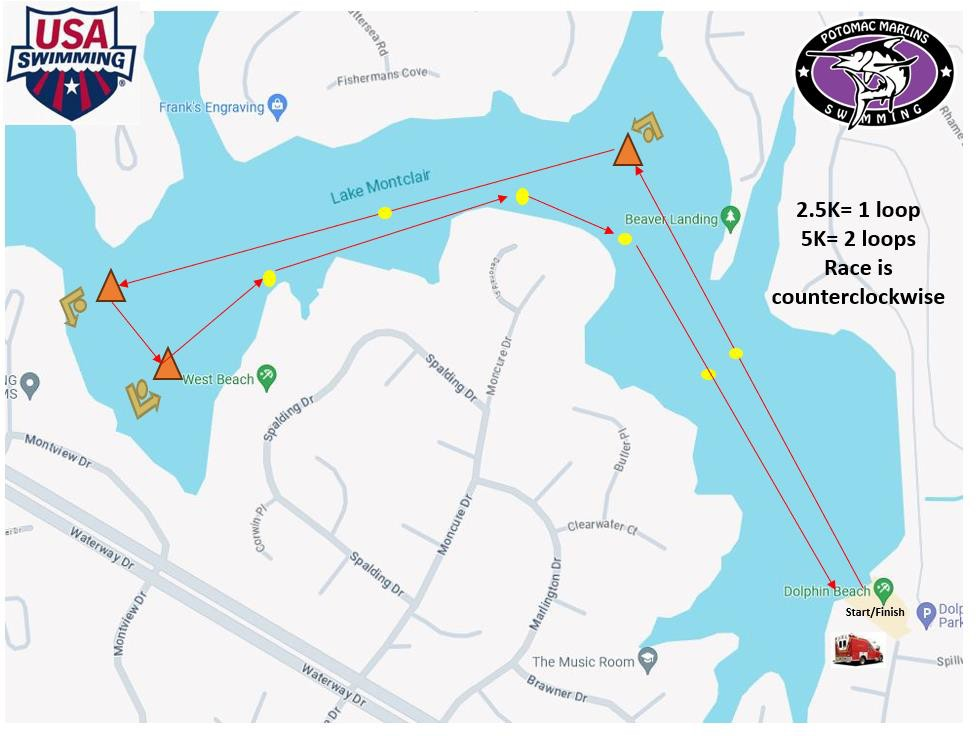 USA
SWIMMING
®
POTOMAC MARLINS
SWIMMING
Fishermans Cove
Frank's Engraving
Lake Montclair
Beaver Landing
2.5K= 1 loop
5K= 2 loops
Race is
counterclockwise
West Beach
Spalding Dr
Moncure Dr
Spalding Dr
Butler Pl
Montview Dr
Corwin Pl
Moncure Dr
Clearwater Ct
Waterway Dr
Spalding Dr
Marlington Dr
Montview Dr
Dolphin Beach
Start/Finish
P
The Music Room
Waterway Dr
Brawner Dr